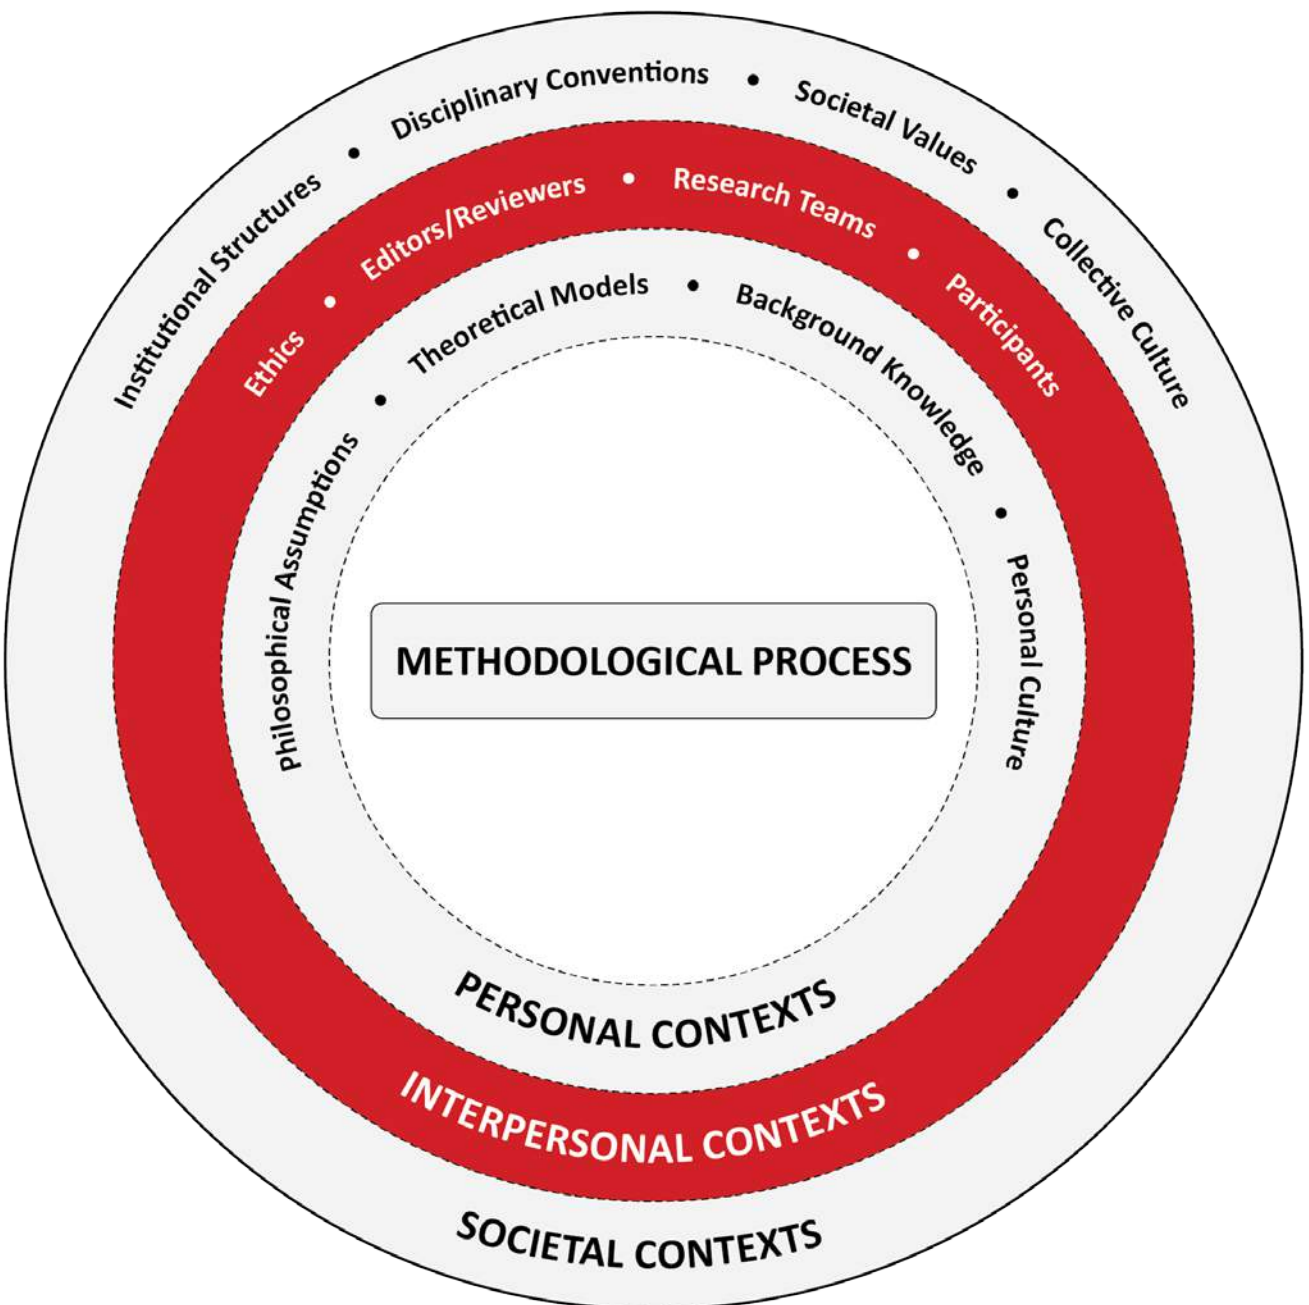 Institutional Structures • Disciplinary Conventions • Societal Values • Collective Culture
Ethics • Editors/Reviewers • Research Teams • Participants
Philosophical Assumptions • Theoretical Models • Background Knowledge • Personal Culture
METHODOLOGICAL PROCESS
PERSONAL CONTEXTS
INTERPERSONAL CONTEXTS
SOCIETAL CONTEXTS